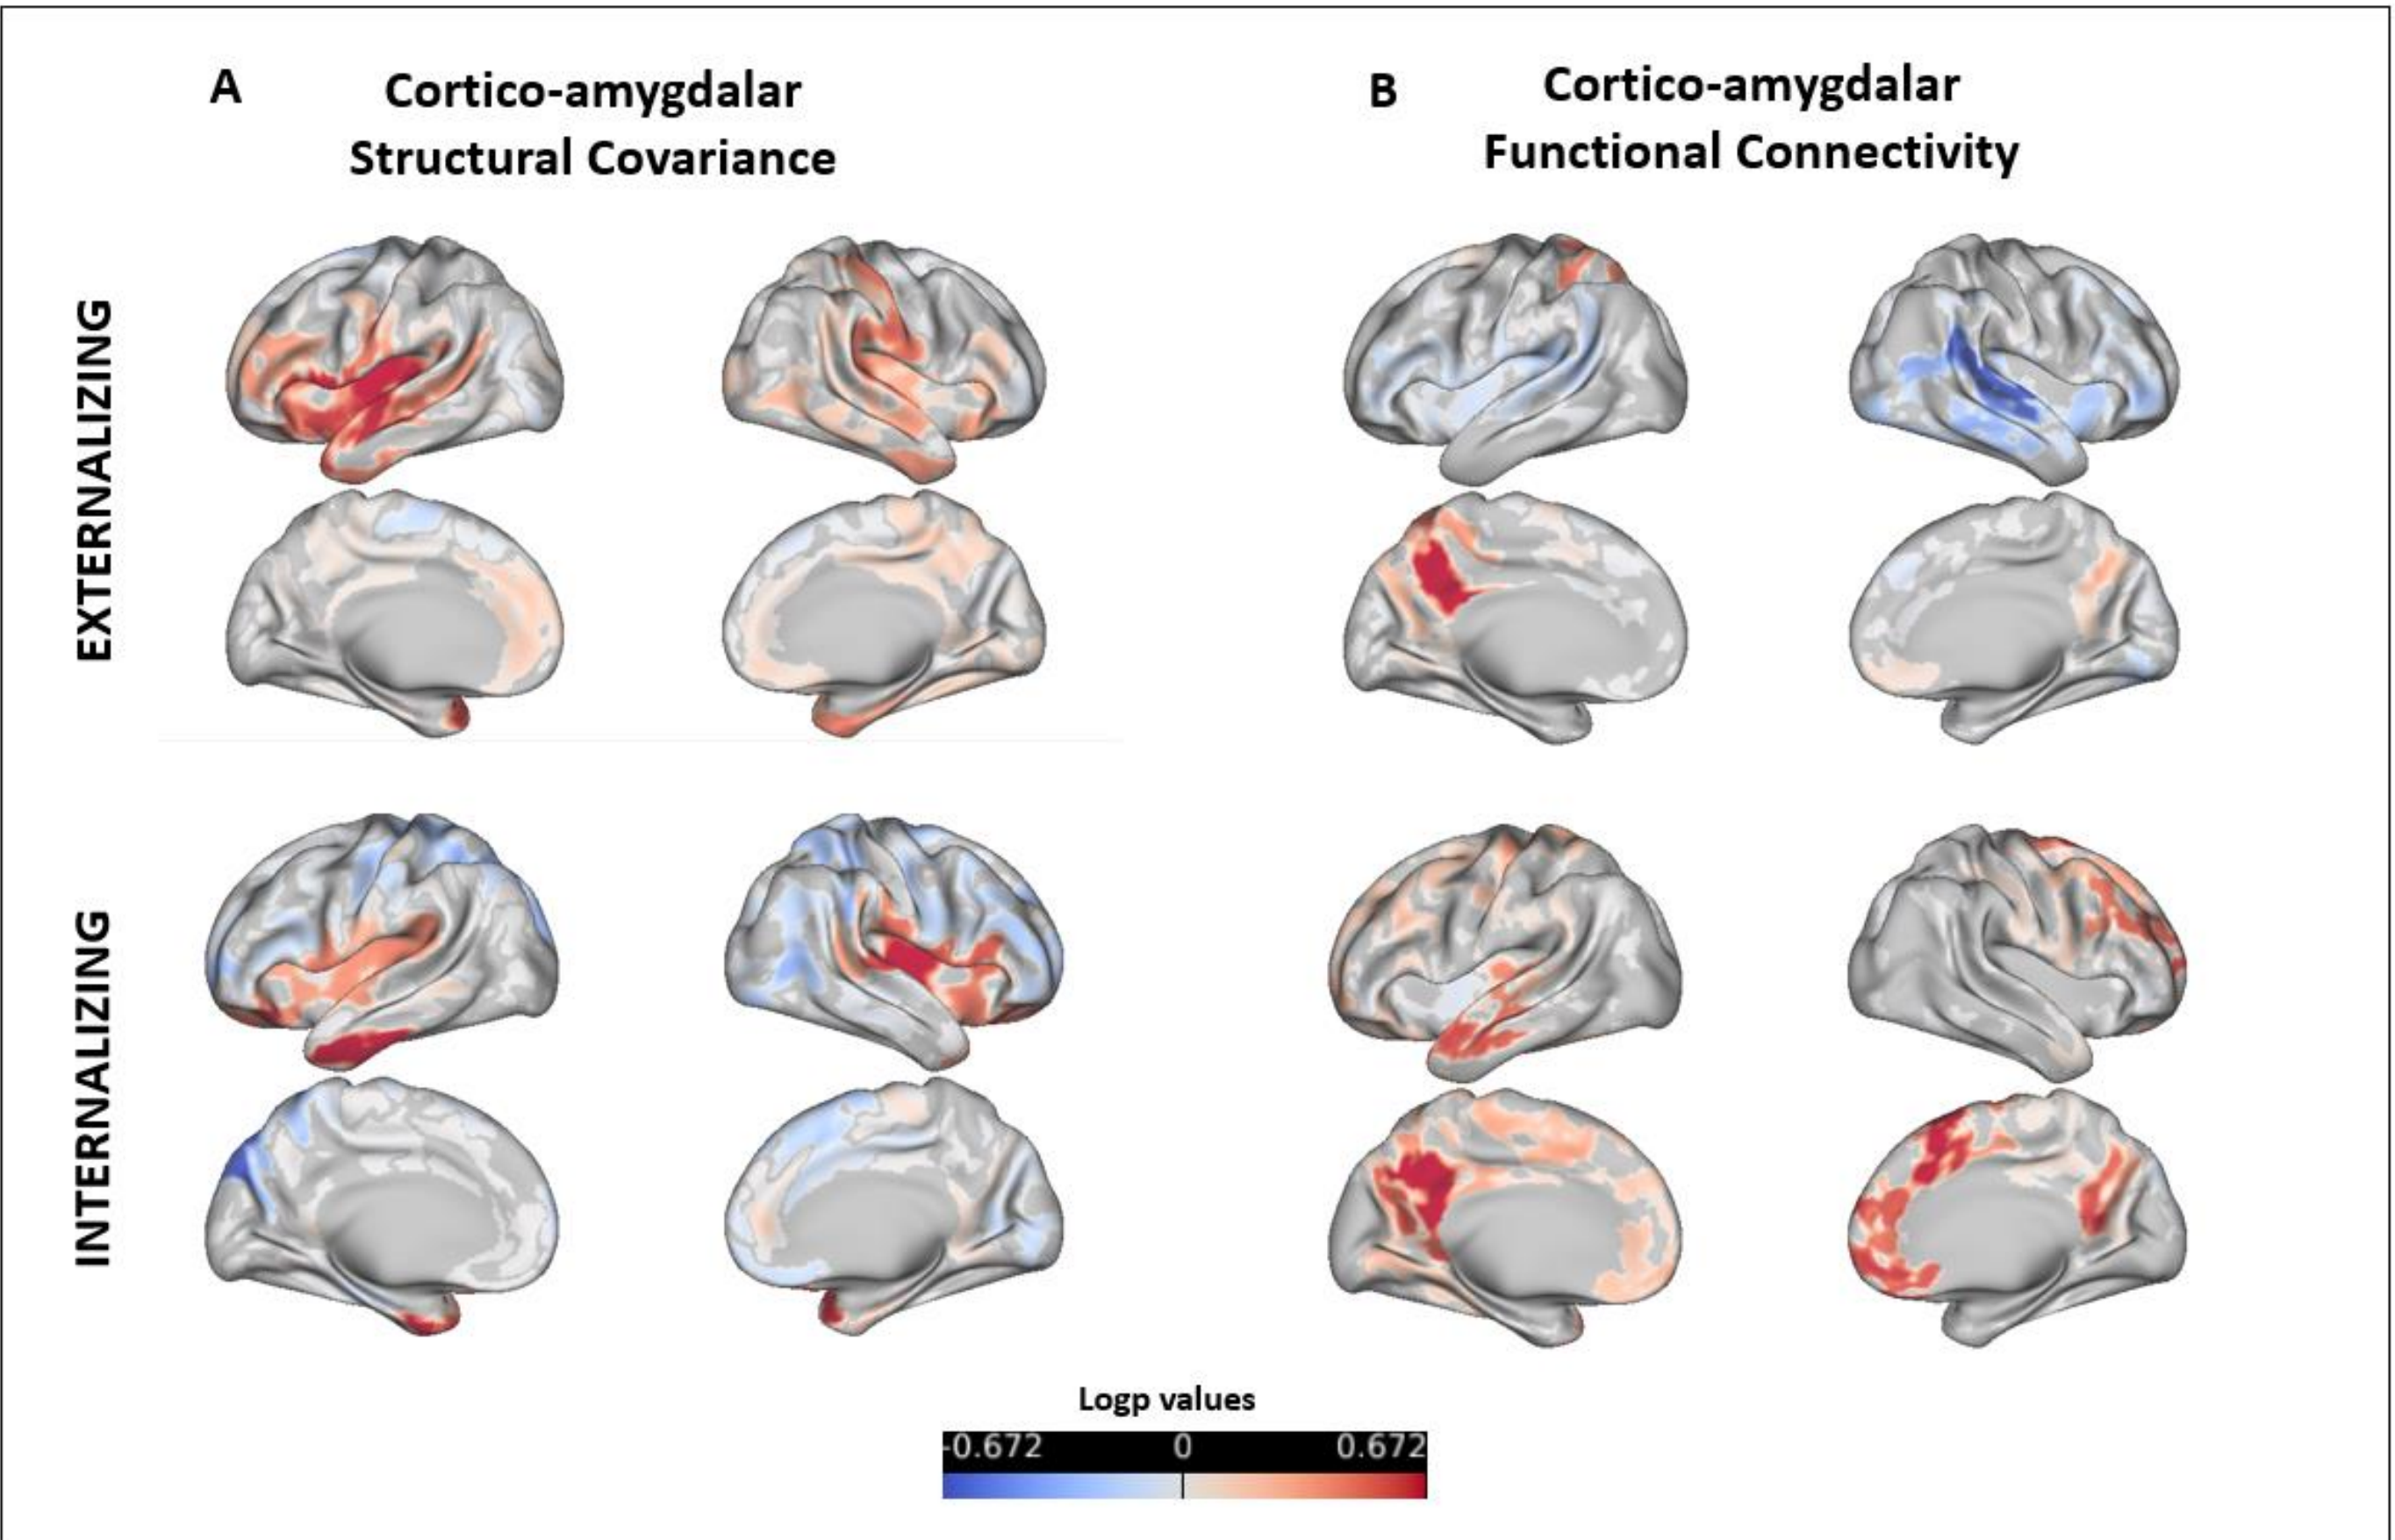 A
Cortico-amygdalar
Structural Covariance
B
Cortico-amygdalar
Functional Connectivity
EXTERNALIZING
INTERNALIZING
Logp values
-0.672 0 0.672